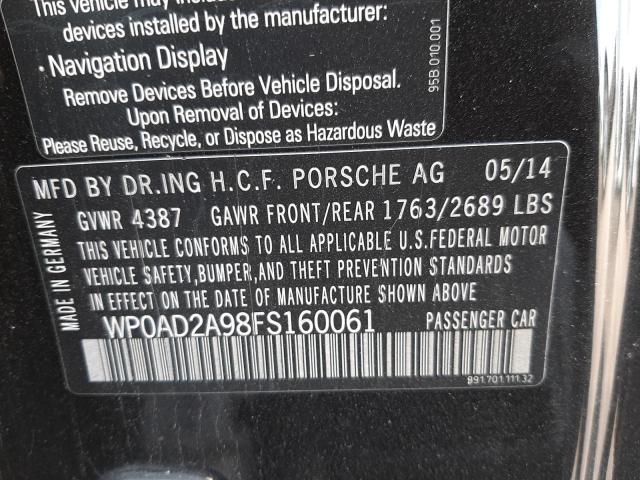 This vehicle may include
devices installed by the manufacturer:
• Navigation Display
Remove Devices Before Vehicle Disposal.
Upon Removal of Devices:
Please Reuse, Recycle, or Dispose as Hazardous Waste
95B.010.001
MFD BY DR.ING H.C.F. PORSCHE AG 05/14
GVWR 4387 GAWR FRONT/REAR 1763/2689 LBS
THIS VEHICLE CONFORMS TO ALL APPLICABLE U.S.FEDERAL MOTOR
VEHICLE SAFETY,BUMPER,AND THEFT PREVENTION STANDARDS
IN EFFECT ON THE DATE OF MANUFACTURE SHOWN ABOVE
WP0AD2A98FS160061 PASSENGER CAR
991.701.111.32
MADE IN GERMANY